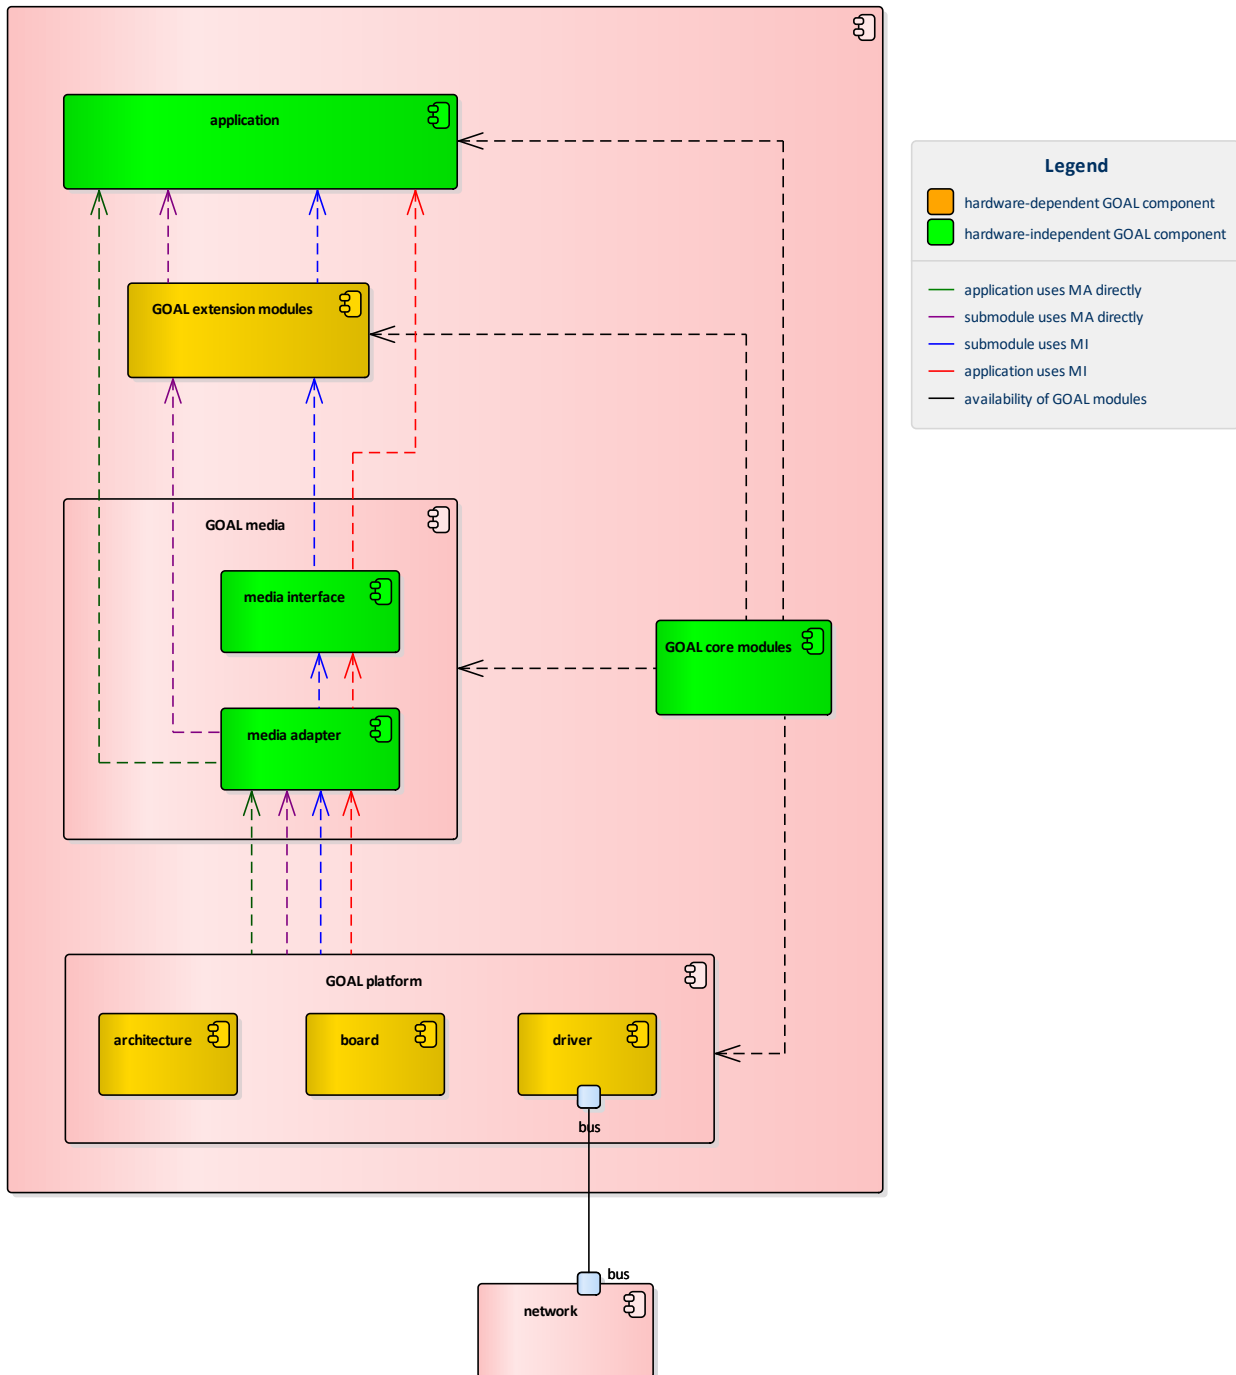 application
GOAL extension modules
GOAL media
media interface
media adapter
GOAL core modules
GOAL platform
architecture
board
driver
bus
bus
network
Legend
hardware-dependent GOAL component
hardware-independent GOAL component
application uses MA directly
submodule uses MA directly
submodule uses MI
application uses MI
availability of GOAL modules